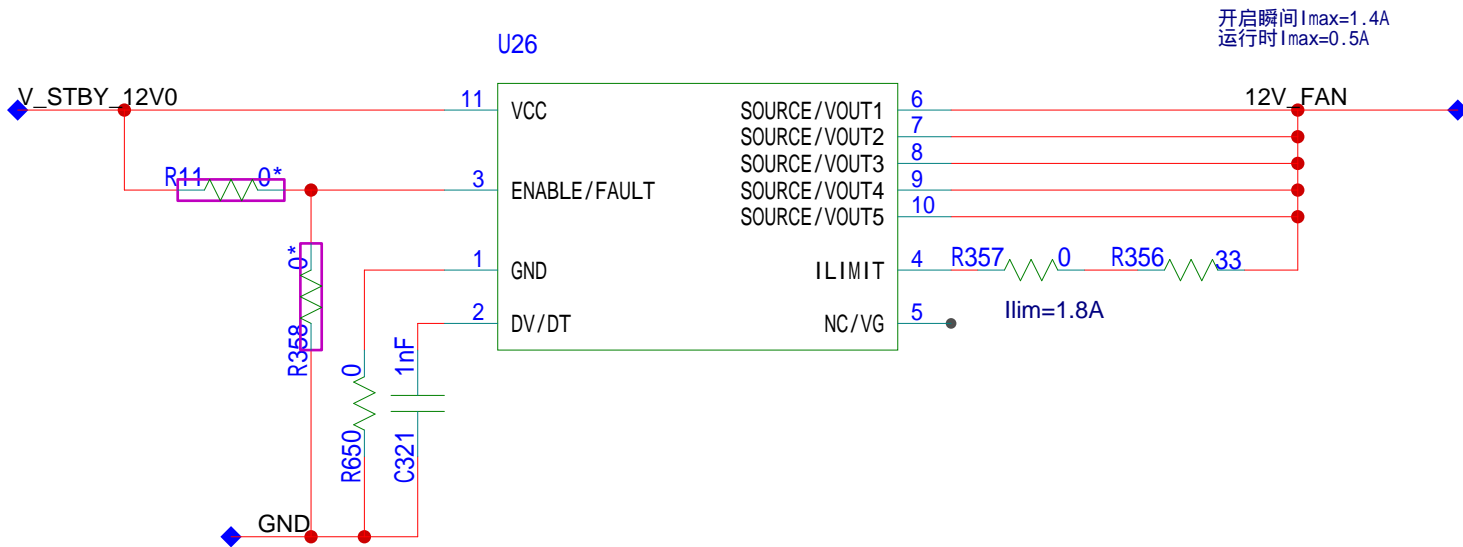 开启瞬间Imax=1.4A
运行时Imax=0.5A
U26
V_STBY_12V0
11
VCC
SOURCE/VOUT1
6
12V_FAN
SOURCE/VOUT2
7
SOURCE/VOUT3
8
R11
0*
3
ENABLE/FAULT
SOURCE/VOUT4
9
SOURCE/VOUT5
10
0*
R358
1
GND
ILIMIT
4
R357
0
R356
33
Ilim=1.8A
2
DV/DT
NC/VG
5
0
R650
1nF
C321
GND